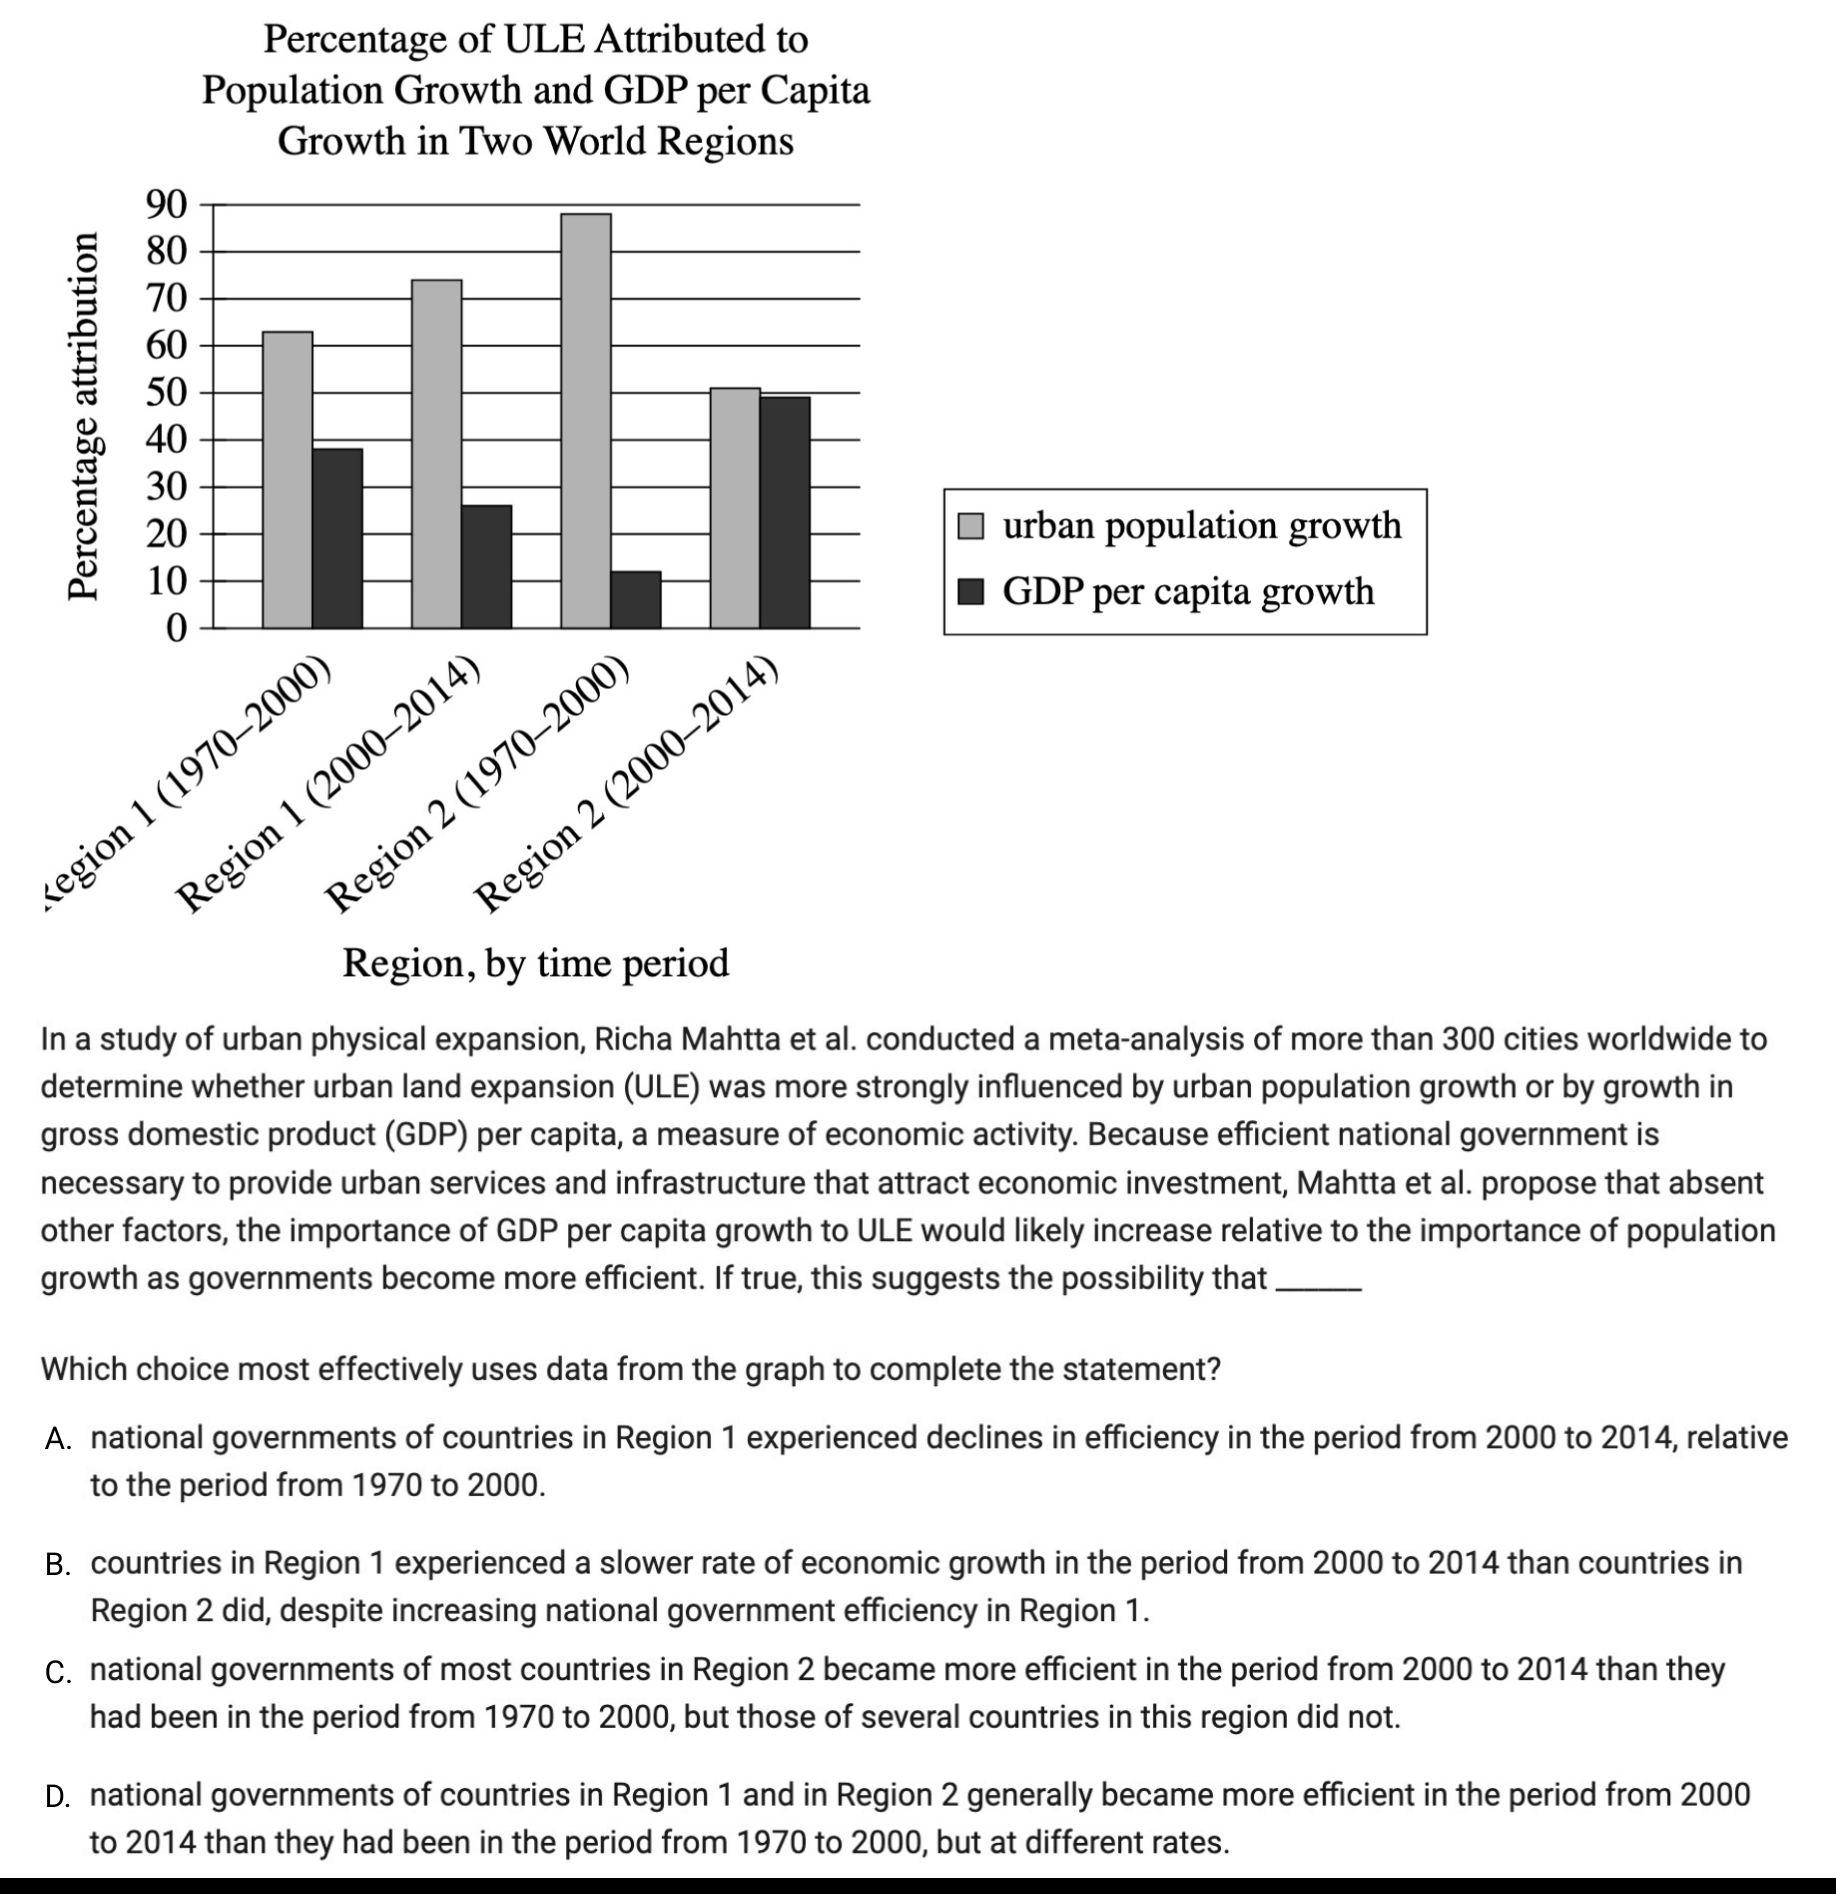 Percentage of ULE Attributed to
Population Growth and GDP per Capita
Growth in Two World Regions
Percentage attribution
90
80
70
60
50
40
30
20
10
0
urban population growth
GDP per capita growth
egion 1 (1970–2000)
Region 1 (2000–2014)
Region 2 (1970–2000)
Region 2 (2000–2014)
Region, by time period
In a study of urban physical expansion, Richa Mahtta et al. conducted a meta-analysis of more than 300 cities worldwide to
determine whether urban land expansion (ULE) was more strongly influenced by urban population growth or by growth in
gross domestic product (GDP) per capita, a measure of economic activity. Because efficient national government is
necessary to provide urban services and infrastructure that attract economic investment, Mahtta et al. propose that absent
other factors, the importance of GDP per capita growth to ULE would likely increase relative to the importance of population
growth as governments become more efficient. If true, this suggests the possibility that ______
Which choice most effectively uses data from the graph to complete the statement?
A. national governments of countries in Region 1 experienced declines in efficiency in the period from 2000 to 2014, relative
to the period from 1970 to 2000.
B. countries in Region 1 experienced a slower rate of economic growth in the period from 2000 to 2014 than countries in
Region 2 did, despite increasing national government efficiency in Region 1.
C. national governments of most countries in Region 2 became more efficient in the period from 2000 to 2014 than they
had been in the period from 1970 to 2000, but those of several countries in this region did not.
D. national governments of countries in Region 1 and in Region 2 generally became more efficient in the period from 2000
to 2014 than they had been in the period from 1970 to 2000, but at different rates.